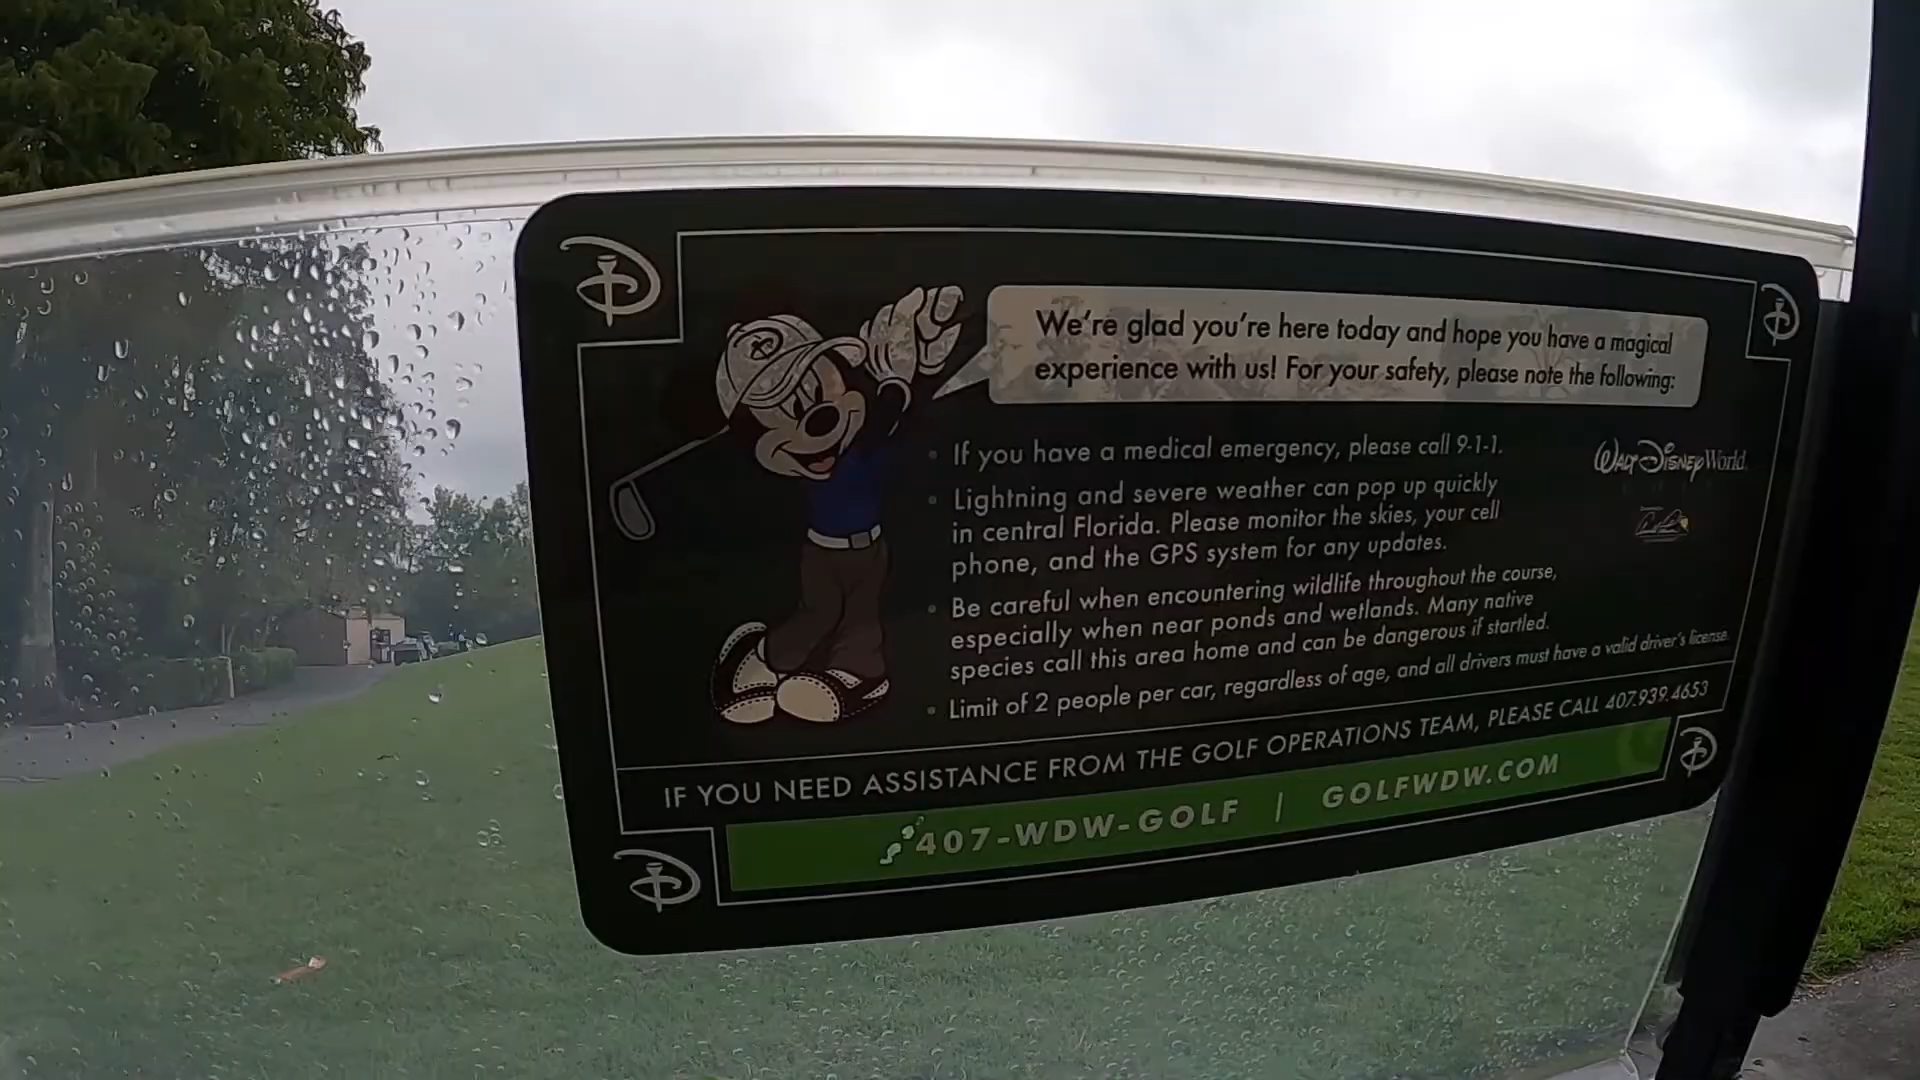 We're glad you're here today and hope you have a magical
experience with us! For your safety, please note the following:
• If you have a medical emergency, please call 9-1-1.
• Lightning and severe weather can pop up quickly
in central Florida. Please monitor the skies, your cell
phone, and the GPS system for any updates.
• Be careful when encountering wildlife throughout the course,
especially when near ponds and wetlands. Many native
species call this area home and can be dangerous if startled.
• Limit of 2 people per car, regardless of age, and all drivers must have a valid driver's license.
WALT DISNEY World
IF YOU NEED ASSISTANCE FROM THE GOLF OPERATIONS TEAM, PLEASE CALL 407.939.4653
407-WDW-GOLF | GOLFWDW.COM